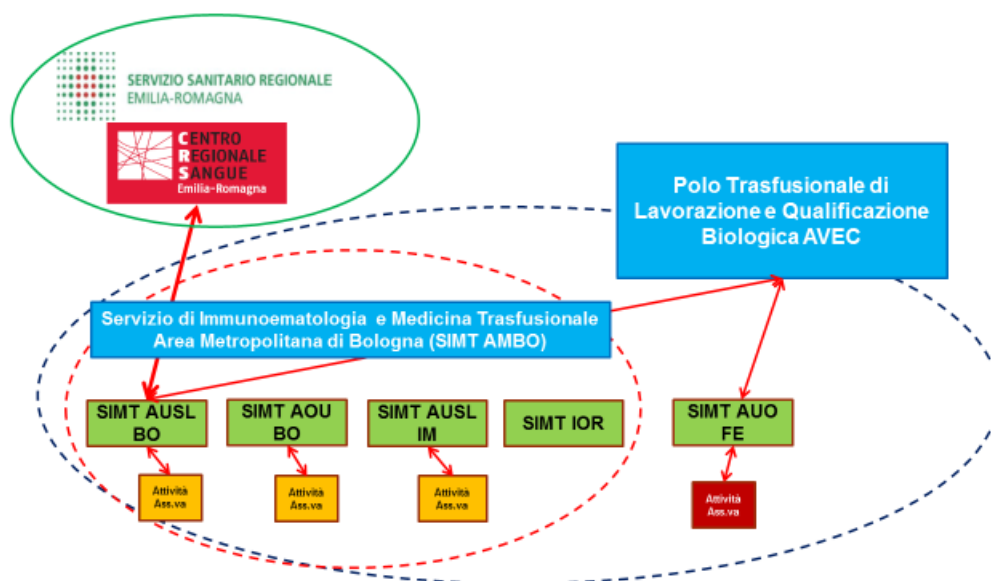 SERVIZIO SANITARIO REGIONALE
EMILIA-ROMAGNA
CENTRO
REGIONALE
SANGUE
Emilia-Romagna
Polo Trasfusionale di
Lavorazione e Qualificazione
Biologica AVEC
Servizio di Immunoematologia e Medicina Trasfusionale
Area Metropolitana di Bologna (SIMT AMBO)
SIMT AUSL
BO
SIMT AOU
BO
SIMT AUSL
IM
SIMT IOR
SIMT AUO
FE
Attività
Ass.va
Attività
Ass.va
Attività
Ass.va
Attività
Ass.va